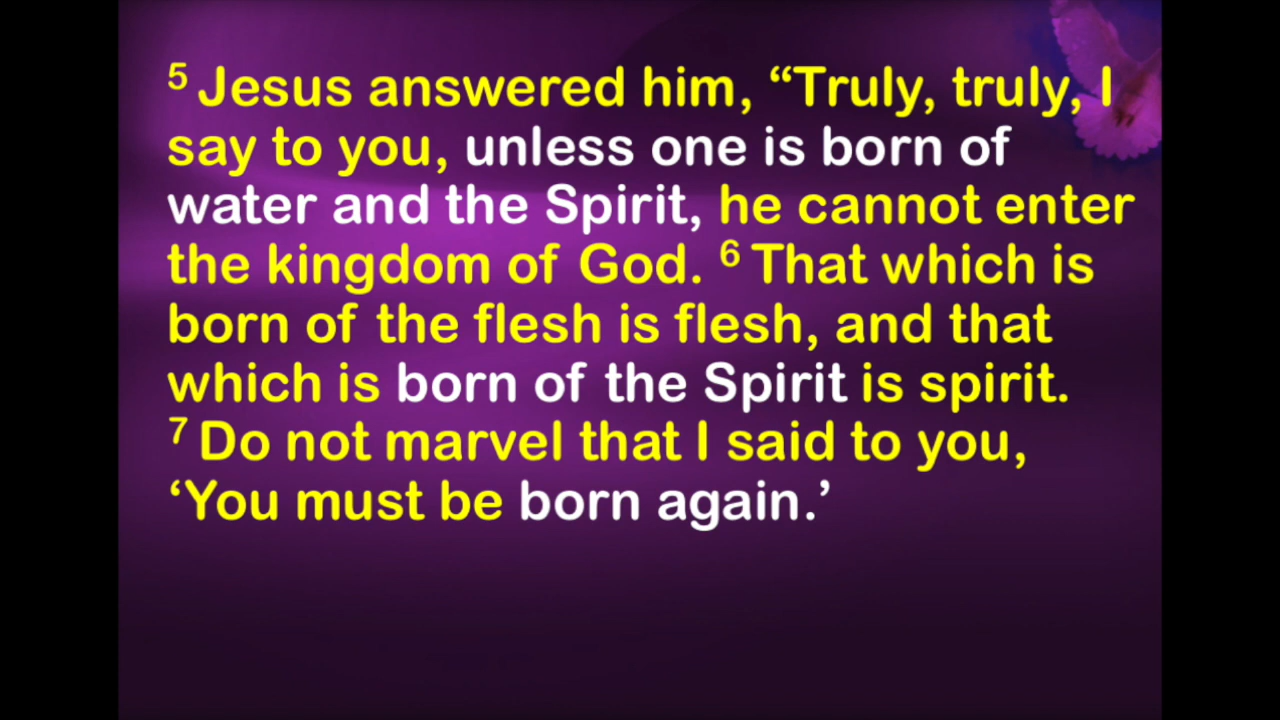 5 Jesus answered him, “Truly, truly, I
say to you, unless one is born of
water and the Spirit, he cannot enter
the kingdom of God. 6 That which is
born of the flesh is flesh, and that
which is born of the Spirit is spirit.
7 Do not marvel that I said to you,
‘You must be born again.’